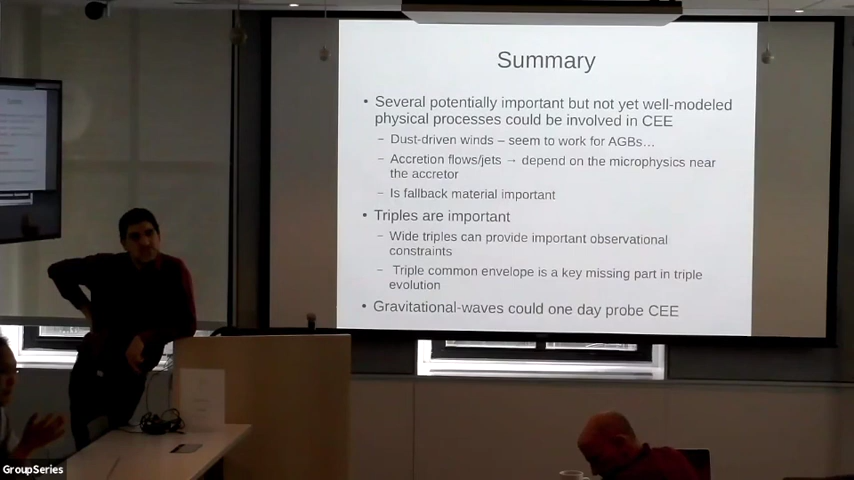 Summary
• Several potentially important but not yet well-modeled
physical processes could be involved in CEE
– Dust-driven winds – seem to work for AGBs…
– Accretion flows/jets → depend on the microphysics near
the accretor
– Is fallback material important
• Triples are important
– Wide triples can provide important observational
constraints
– Triple common envelope is a key missing part in triple
evolution
• Gravitational-waves could one day probe CEE
GroupSeries